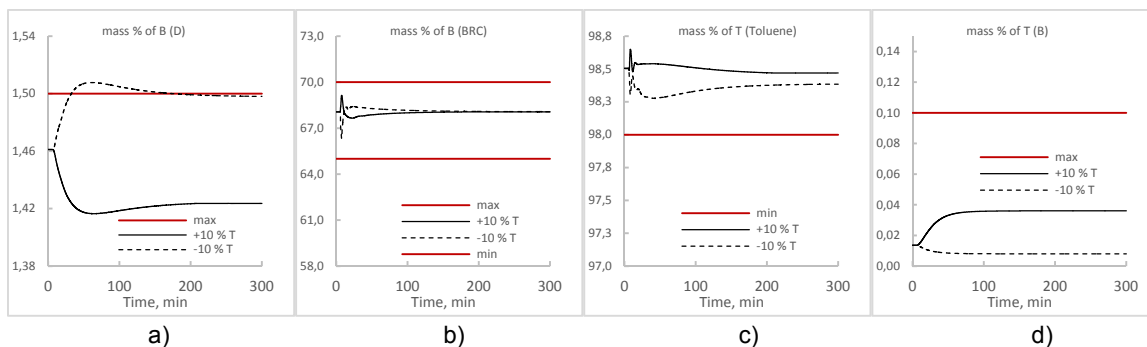 mass % of B (D)
1,54
1,50
1,46
1,42
1,38
max
+10 % T
-10 % T
0 100 200 300
Time, min
a)
mass % of B (BRC)
73,0
70,0
67,0
64,0
61,0
58,0
max
+10 % T
-10 % T
min
0 100 200 300
Time, min
b)
mass % of T (Toluene)
98,8
98,5
98,3
98,0
97,8
97,5
97,3
97,0
min
+10 % T
-10 % T
0 100 200 300
Time, min
c)
mass % of T (B)
0,14
0,12
0,10
0,08
0,06
0,04
0,02
0,00
max
+10 % T
-10 % T
0 100 200 300
Time, min
d)